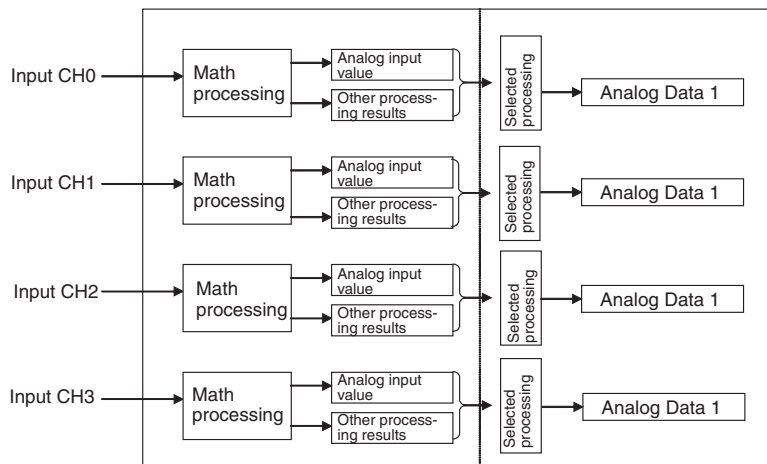 Input CH0
Math
processing
Analog input
value
Other process-
ing results
Selected
processing
Analog Data 1
Input CH1
Math
processing
Analog input
value
Other process-
ing results
Selected
processing
Analog Data 1
Input CH2
Math
processing
Analog input
value
Other process-
ing results
Selected
processing
Analog Data 1
Input CH3
Math
processing
Analog input
value
Other process-
ing results
Selected
processing
Analog Data 1